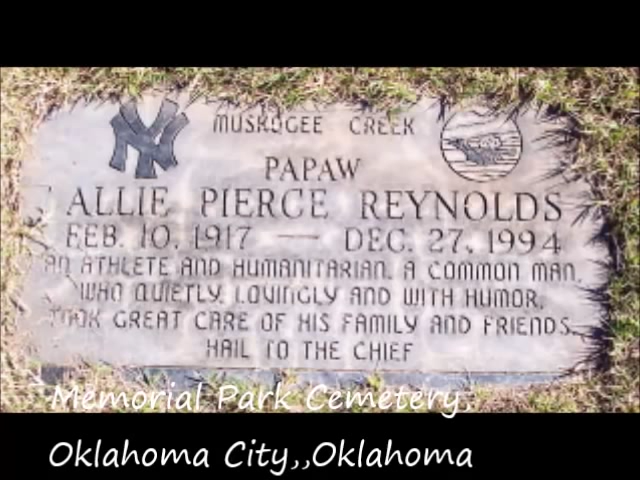 NY
MUSKOGEE CREEK
PAPAW
ALLIE PIERCE REYNOLDS
FEB. 10, 1917 — DEC. 27, 1994
AN ATHLETE AND HUMANITARIAN. A COMMON MAN,
WHO QUIETLY, LOVINGLY AND WITH HUMOR,
TOOK GREAT CARE OF HIS FAMILY AND FRIENDS.
HAIL TO THE CHIEF
Memorial Park Cemetery,
Oklahoma City,,Oklahoma